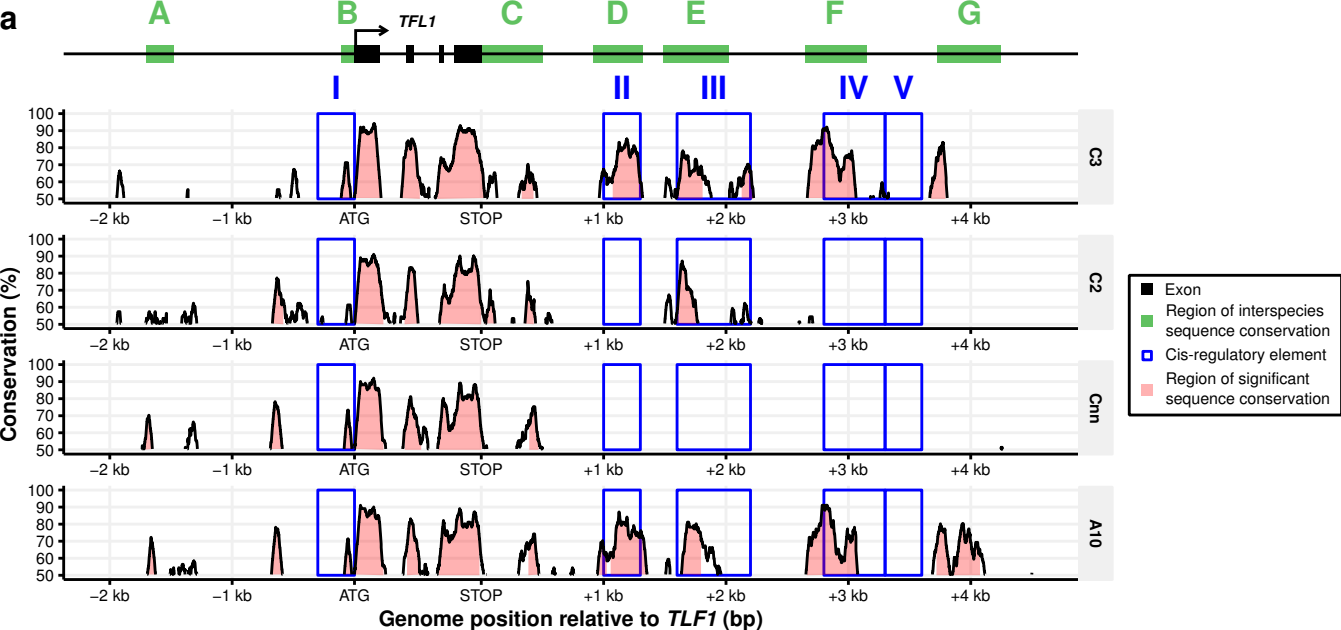 a
A B C D E F G
TFL1
I II III IV V
Conservation (%)
100
90
80
70
60
50
C3
−2 kb −1 kb ATG STOP +1 kb +2 kb +3 kb +4 kb
100
90
80
70
60
50
C2
−2 kb −1 kb ATG STOP +1 kb +2 kb +3 kb +4 kb
100
90
80
70
60
50
Cnn
−2 kb −1 kb ATG STOP +1 kb +2 kb +3 kb +4 kb
100
90
80
70
60
50
A10
−2 kb −1 kb ATG STOP +1 kb +2 kb +3 kb +4 kb
Genome position relative to TLF1 (bp)
Exon
Region of interspecies
sequence conservation
Cis-regulatory element
Region of significant
sequence conservation